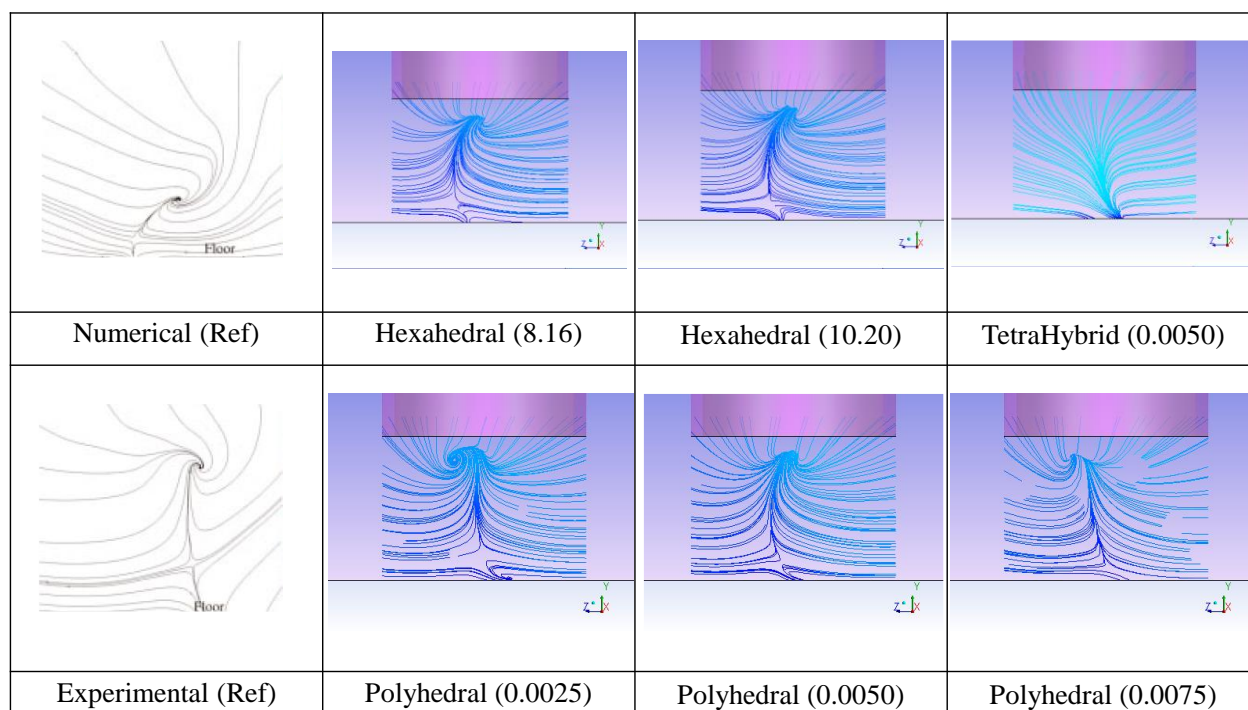 Floor
Y
Z X
Y
Z X
Y
Z X
Numerical (Ref)
Hexahedral (8.16)
Hexahedral (10.20)
TetraHybrid (0.0050)
Floor
Y
Z X
Y
Z X
Y
Z X
Experimental (Ref)
Polyhedral (0.0025)
Polyhedral (0.0050)
Polyhedral (0.0075)